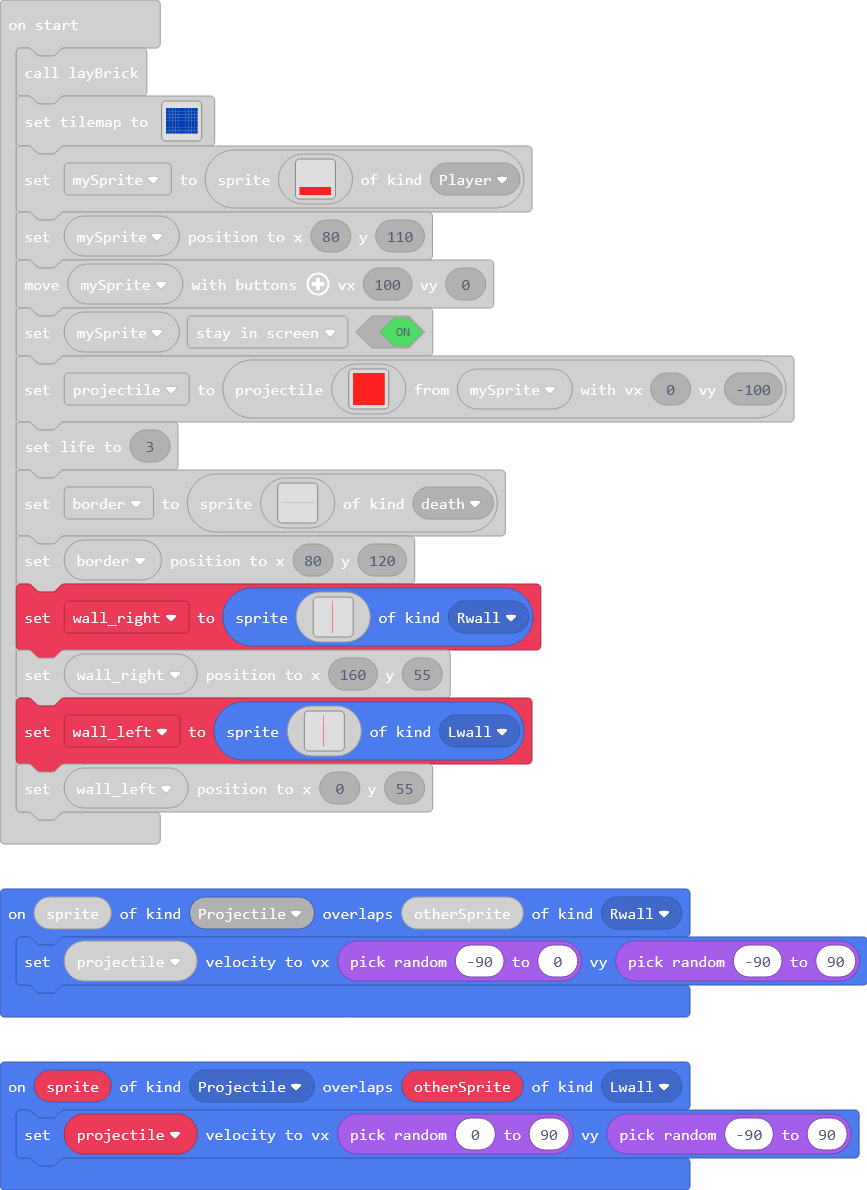 on start
call layBrick
set tilemap to
set mySprite to sprite of kind Player
set mySprite position to x 80 y 110
move mySprite with buttons vx 100 vy 0
set mySprite stay in screen ON
set projectile to projectile from mySprite with vx 0 vy -100
set life to 3
set border to sprite of kind death
set border position to x 80 y 120
set wall_right to sprite of kind Rwall
set wall_right position to x 160 y 55
set wall_left to sprite of kind Lwall
set wall_left position to x 0 y 55
on sprite of kind Projectile overlaps otherSprite of kind Rwall
set projectile velocity to vx pick random -90 to 0 vy pick random -90 to 90
on sprite of kind Projectile overlaps otherSprite of kind Lwall
set projectile velocity to vx pick random 0 to 90 vy pick random -90 to 90